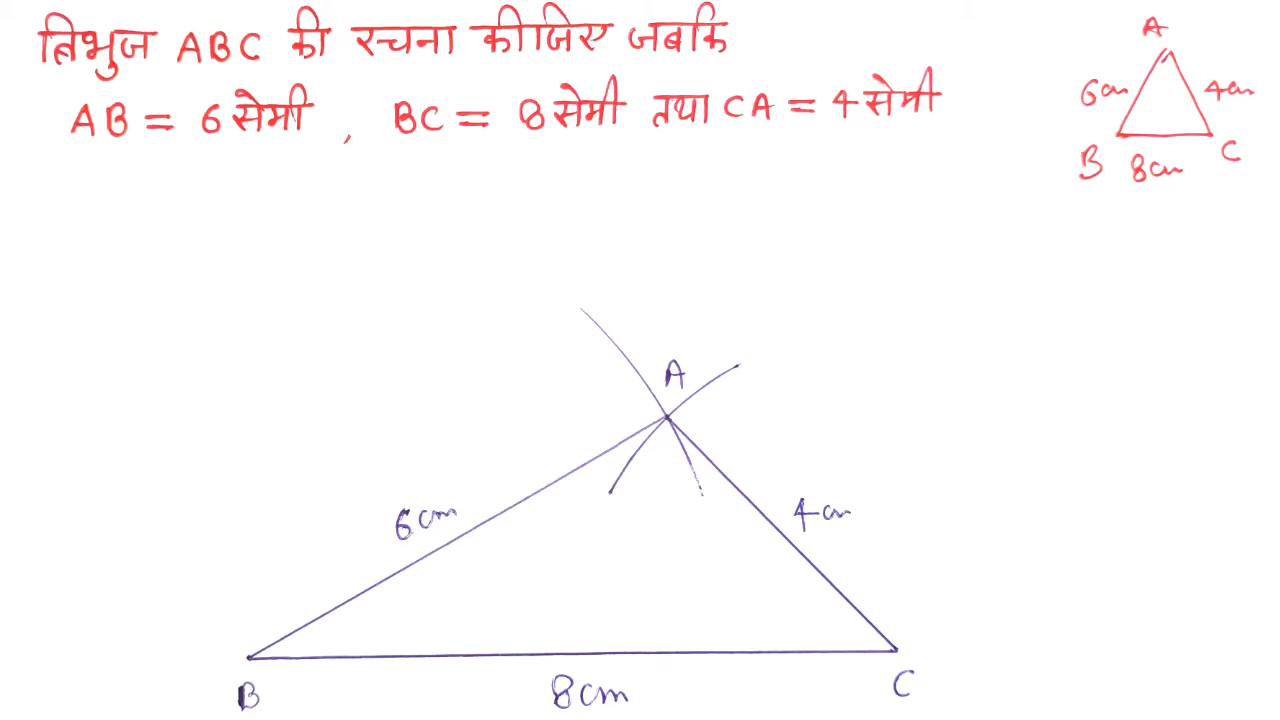 त्रिभुज ABC की रचना कीजिए जबकि
AB = 6 सेमी, BC = 8 सेमी तथा CA = 4 सेमी
A
6cm 4cm
B 8cm C
A
6cm 4cm
B 8cm C